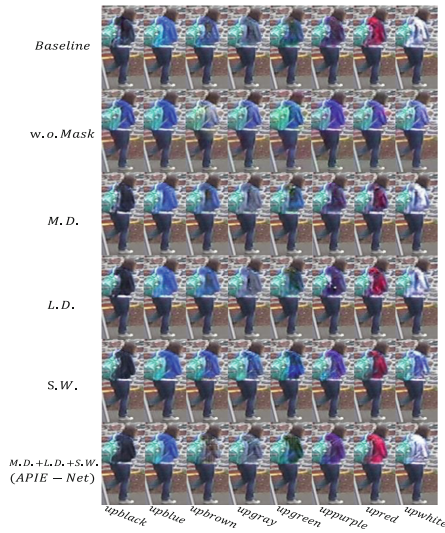 Baseline
w.o.Mask
M.D.
L.D.
S.W.
M.D.+L.D.+S.W.
(APIE − Net)
upblack upblue upbrown upgray upgreen uppurple upred upwhite